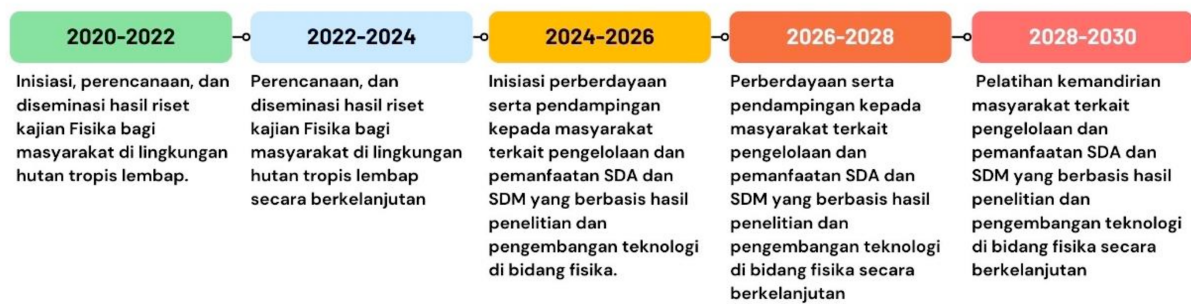 2020-2022
Inisiasi, perencanaan, dan
diseminasi hasil riset
kajian Fisika bagi
masyarakat di lingkungan
hutan tropis lembap.
2022-2024
Perencanaan, dan
diseminasi hasil riset
kajian Fisika bagi
masyarakat di lingkungan
hutan tropis lembap
secara berkelanjutan
2024-2026
Inisiasi perberdayaan
serta pendampingan
kepada masyarakat
terkait pengelolaan dan
pemanfaatan SDA dan
SDM yang berbasis hasil
penelitian dan
pengembangan teknologi
di bidang fisika.
2026-2028
Perberdayaan serta
pendampingan kepada
masyarakat terkait
pengelolaan dan
pemanfaatan SDA dan
SDM yang berbasis hasil
penelitian dan
pengembangan teknologi
di bidang fisika secara
berkelanjutan
2028-2030
Pelatihan kemandirian
masyarakat terkait
pengelolaan dan
pemanfaatan SDA dan
SDM yang berbasis hasil
penelitian dan
pengembangan teknologi
di bidang fisika secara
berkelanjutan